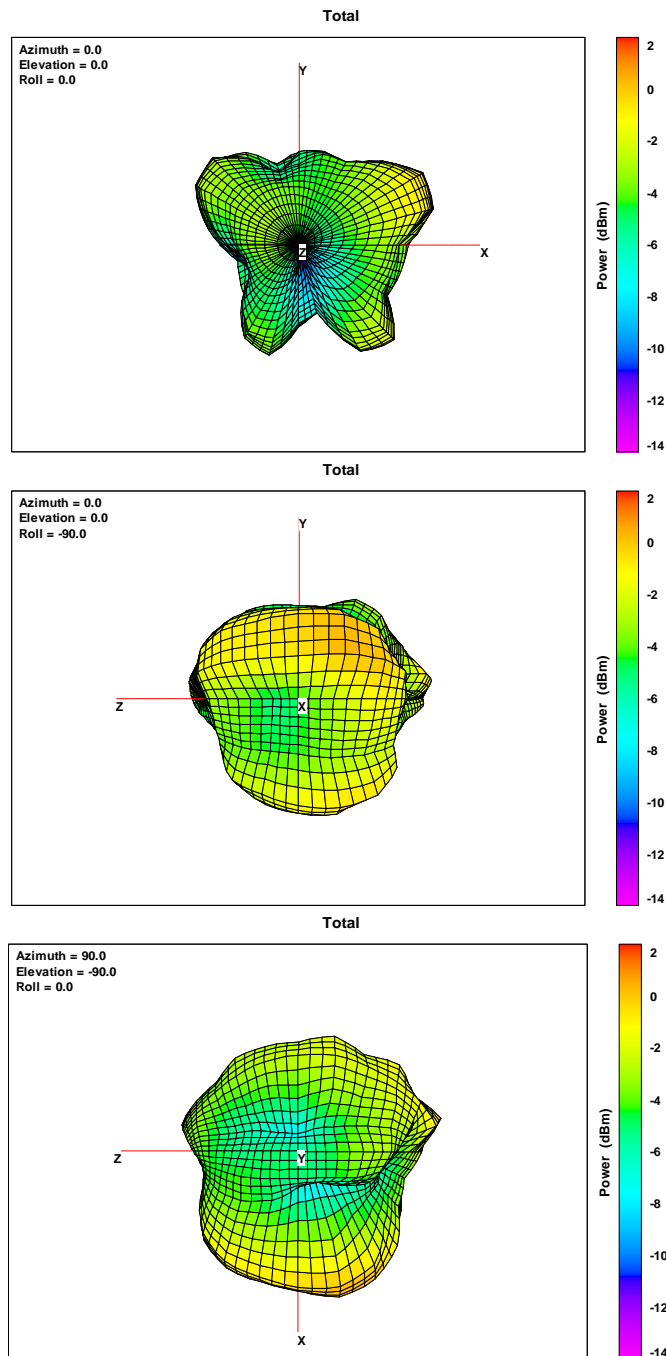 Total
Azimuth = 0.0
Elevation = 0.0
Roll = 0.0
Y
X
Z
2
0
-2
-4
-6
-8
-10
-12
-14
Power (dBm)
Total
Azimuth = 0.0
Elevation = 0.0
Roll = -90.0
Y
Z
X
2
0
-2
-4
-6
-8
-10
-12
-14
Power (dBm)
Total
Azimuth = 90.0
Elevation = -90.0
Roll = 0.0
Z
Y
X
2
0
-2
-4
-6
-8
-10
-12
-14
Power (dBm)